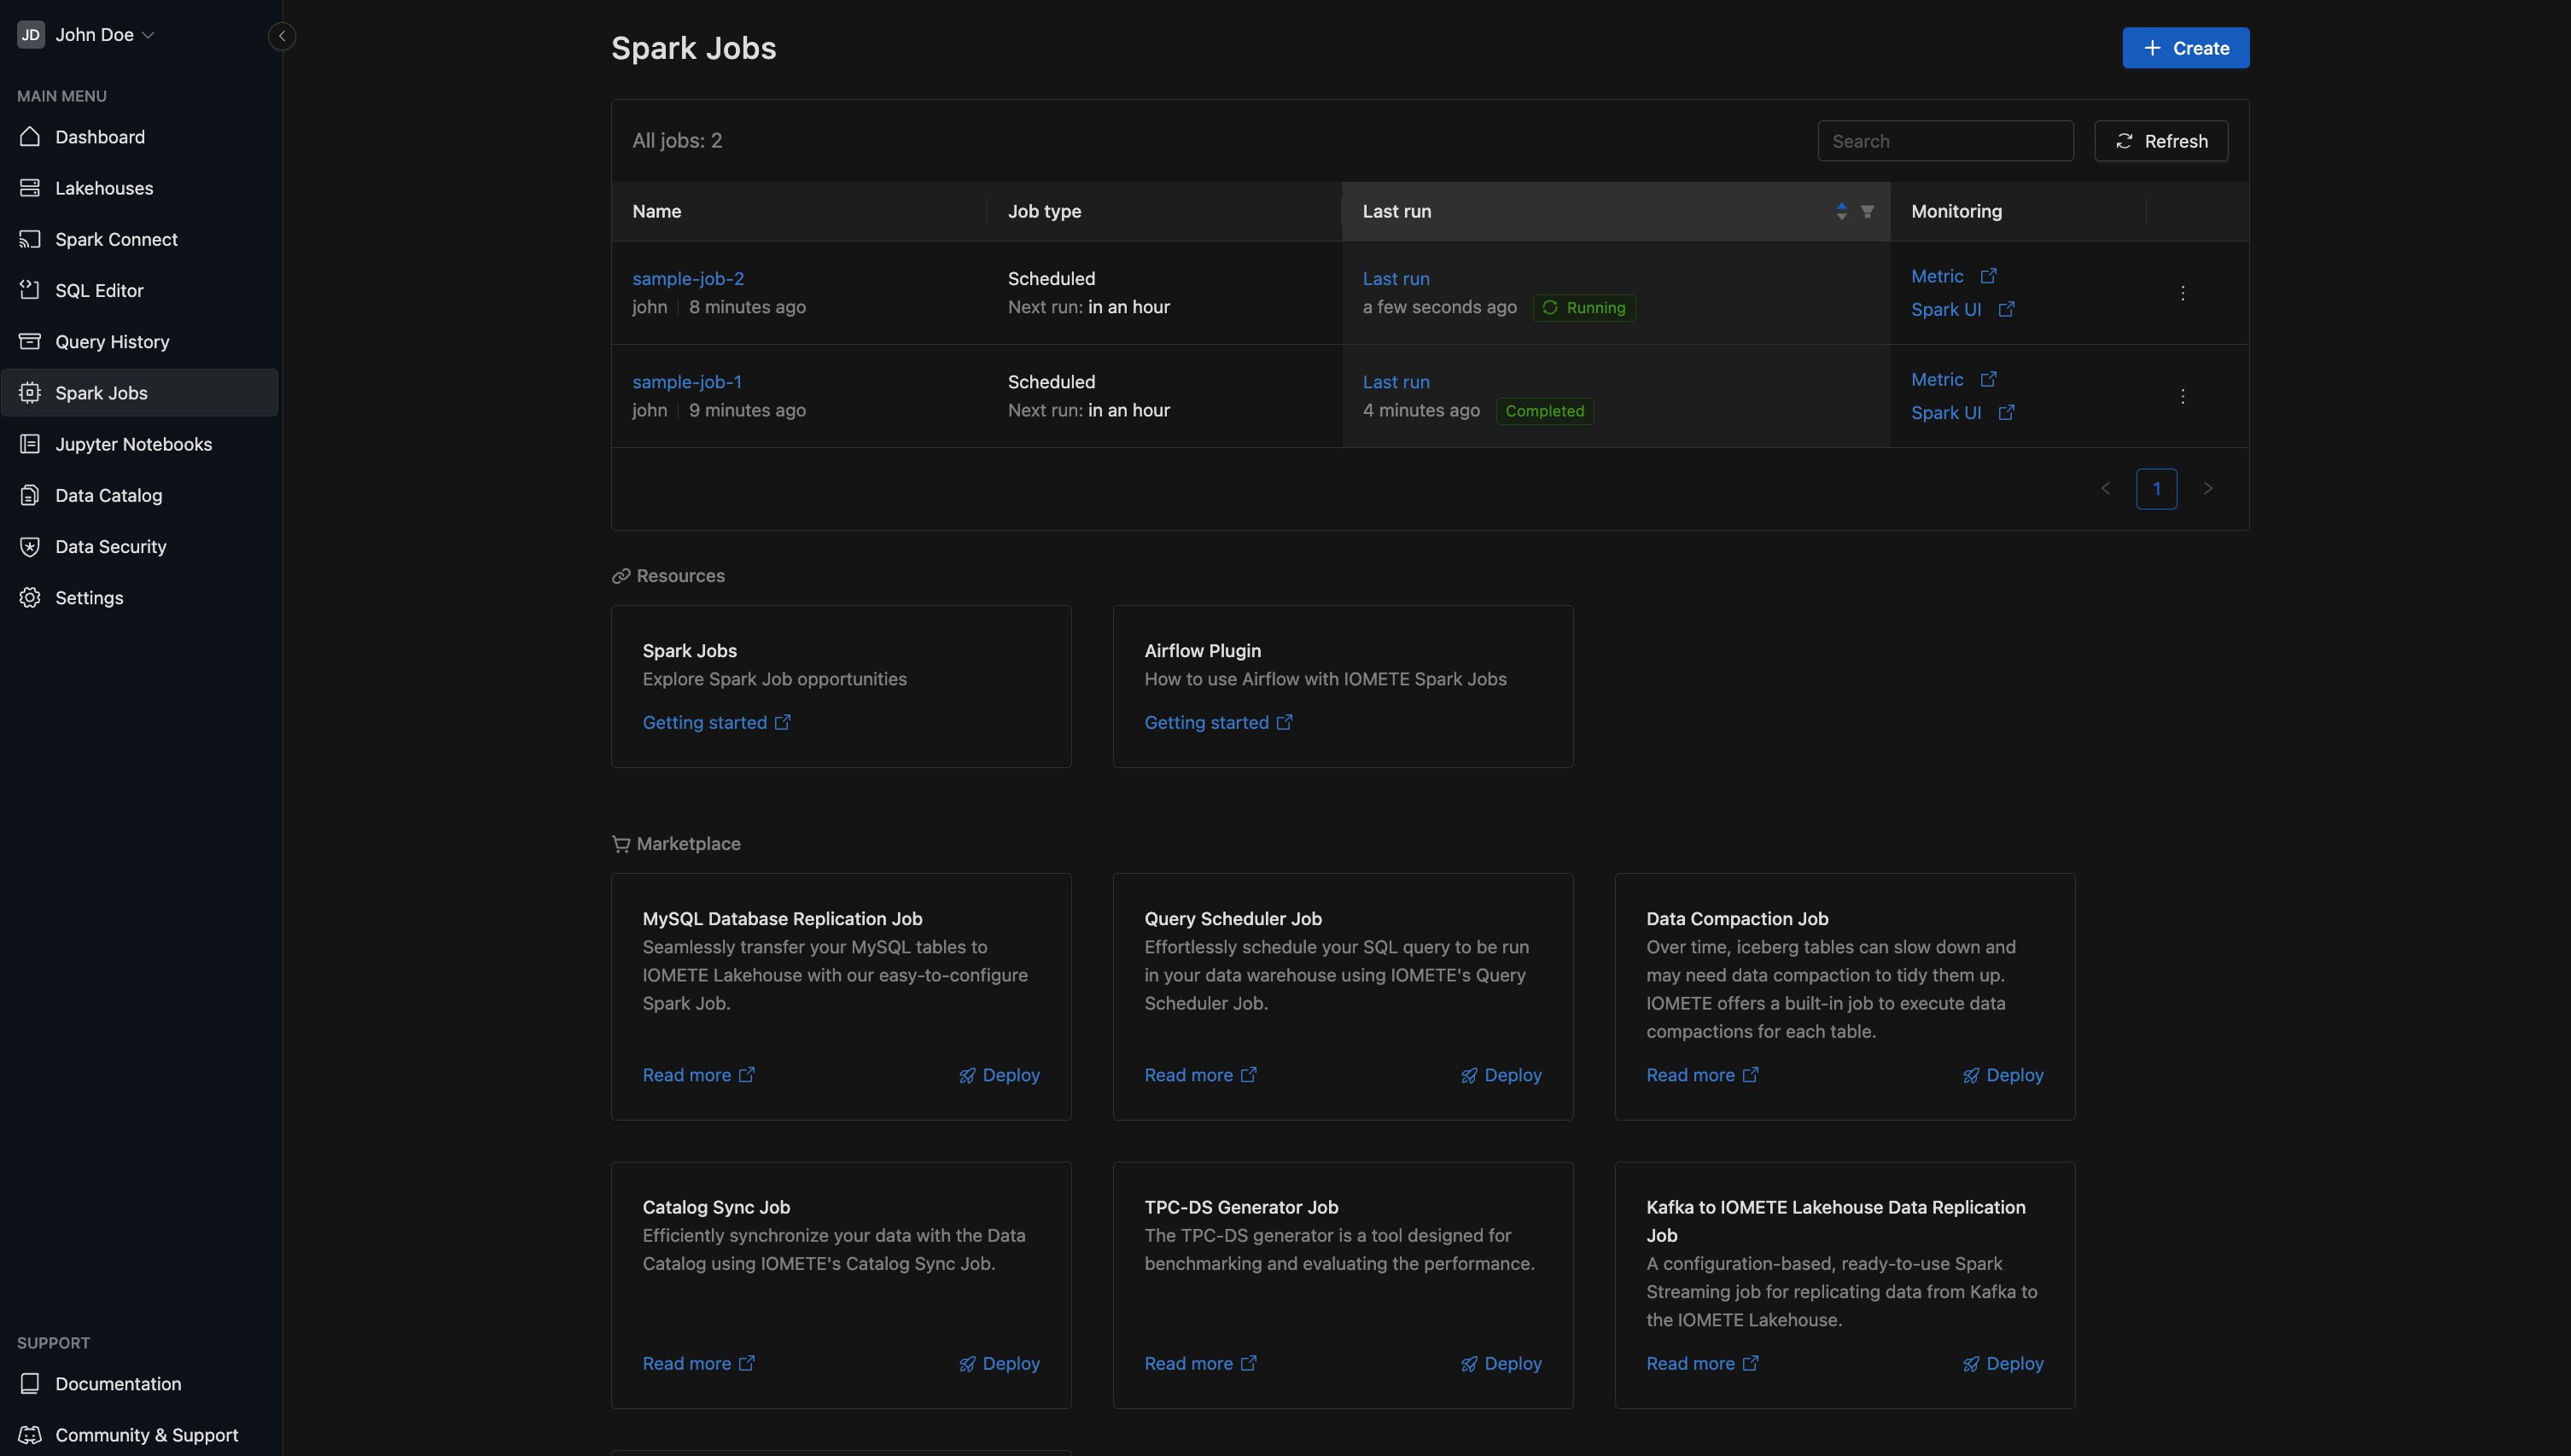 JD John Doe
MAIN MENU
Dashboard
Lakehouses
Spark Connect
SQL Editor
Query History
Spark Jobs
Jupyter Notebooks
Data Catalog
Data Security
Settings
SUPPORT
Documentation
Community & Support
Spark Jobs
Create
All jobs: 2
Search
Refresh
Name Job type Last run Monitoring
sample-job-2 Scheduled Last run Metric
john 8 minutes ago Next run: in an hour a few seconds ago Running Spark UI
sample-job-1 Scheduled Last run Metric
john 9 minutes ago Next run: in an hour 4 minutes ago Completed Spark UI
1
Resources
Spark Jobs
Explore Spark Job opportunities
Getting started
Airflow Plugin
How to use Airflow with IOMETE Spark Jobs
Getting started
Marketplace
MySQL Database Replication Job
Seamlessly transfer your MySQL tables to
IOMETE Lakehouse with our easy-to-configure
Spark Job.
Read more Deploy
Query Scheduler Job
Effortlessly schedule your SQL query to be run
in your data warehouse using IOMETE's Query
Scheduler Job.
Read more Deploy
Data Compaction Job
Over time, iceberg tables can slow down and
may need data compaction to tidy them up.
IOMETE offers a built-in job to execute data
compactions for each table.
Read more Deploy
Catalog Sync Job
Efficiently synchronize your data with the Data
Catalog using IOMETE's Catalog Sync Job.
Read more Deploy
TPC-DS Generator Job
The TPC-DS generator is a tool designed for
benchmarking and evaluating the performance.
Read more Deploy
Kafka to IOMETE Lakehouse Data Replication
Job
A configuration-based, ready-to-use Spark
Streaming job for replicating data from Kafka to
the IOMETE Lakehouse.
Read more Deploy